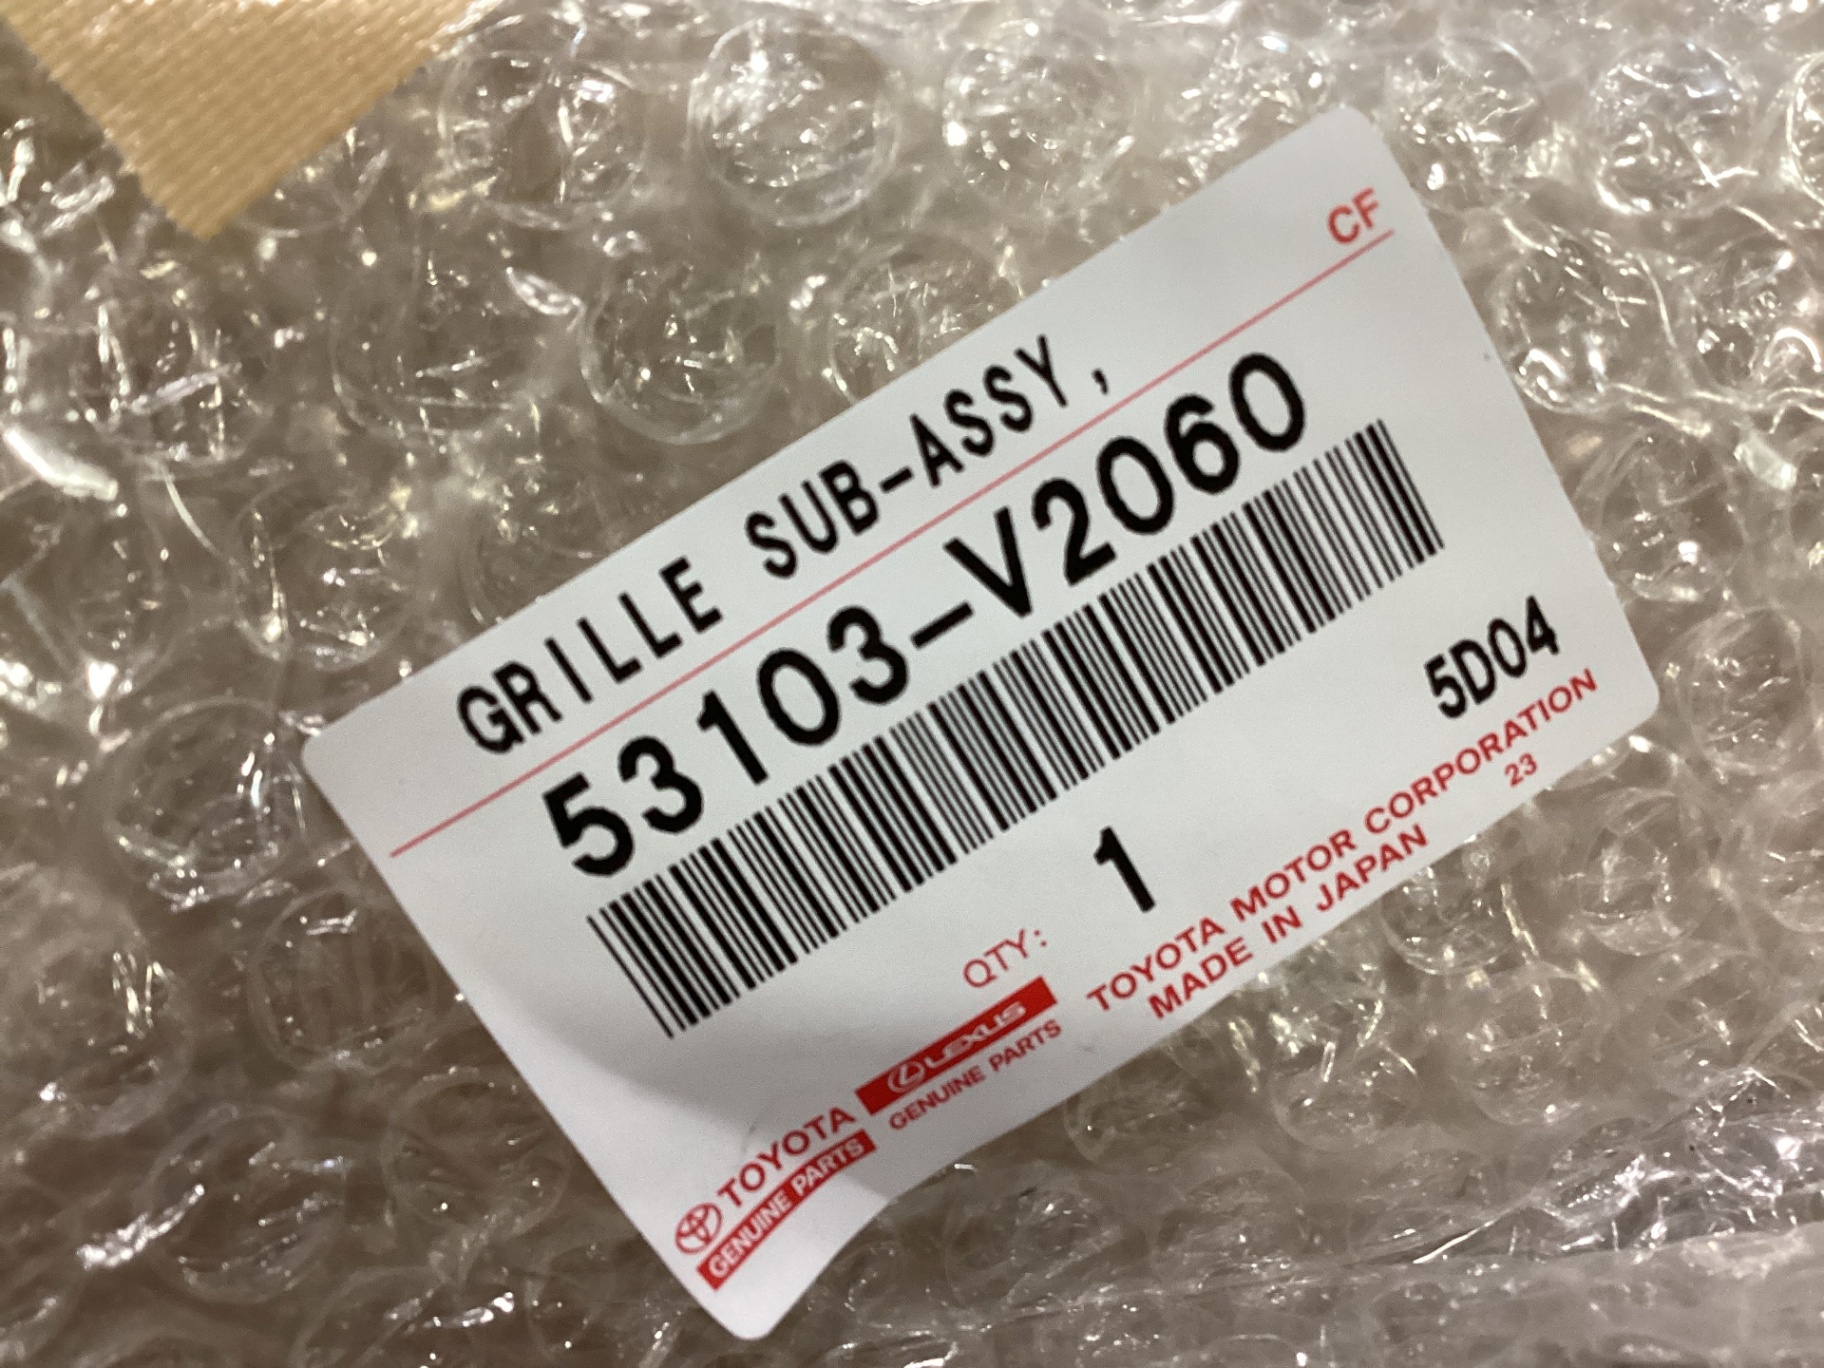 CF
GRILLE SUB-ASSY,
53103-V2060
5D04
QTY: 1
TOYOTA
GENUINE PARTS
LEXUS
GENUINE PARTS
TOYOTA MOTOR CORPORATION
MADE IN JAPAN 23